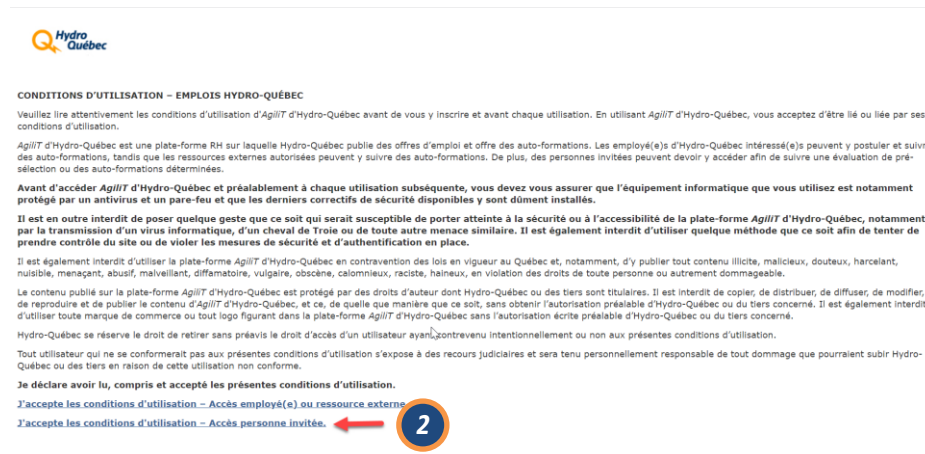 Hydro
Québec
CONDITIONS D'UTILISATION – EMPLOIS HYDRO-QUÉBEC
Veuillez lire attentivement les conditions d'utilisation d'AgiliT d'Hydro-Québec avant de vous y inscrire et avant chaque utilisation. En utilisant AgiliT d'Hydro-Québec, vous acceptez d'être lié ou liée par ses
conditions d'utilisation.
AgiliT d'Hydro-Québec est une plate-forme RH sur laquelle Hydro-Québec publie des offres d'emploi et offre des auto-formations. Les employé(e)s d'Hydro-Québec intéressé(e)s peuvent y postuler et suivr
des auto-formations, tandis que les ressources externes autorisées peuvent y suivre des auto-formations. De plus, des personnes invitées peuvent devoir y accéder afin de suivre une évaluation de pré-
sélection ou des auto-formations déterminées.
Avant d'accéder AgiliT d'Hydro-Québec et préalablement à chaque utilisation subséquente, vous devez vous assurer que l'équipement informatique que vous utilisez est notamment
protégé par un antivirus et un pare-feu et que les derniers correctifs de sécurité disponibles y sont dûment installés.
Il est en outre interdit de poser quelque geste que ce soit qui serait susceptible de porter atteinte à la sécurité ou à l'accessibilité de la plate-forme AgiliT d'Hydro-Québec, notamment
par la transmission d'un virus informatique, d'un cheval de Troie ou de toute autre menace similaire. Il est également interdit d'utiliser quelque méthode que ce soit afin de tenter de
prendre contrôle du site ou de violer les mesures de sécurité et d'authentification en place.
Il est également interdit d'utiliser la plate-forme AgiliT d'Hydro-Québec en contravention des lois en vigueur au Québec et, notamment, d'y publier tout contenu illicite, malicieux, douteux, harcelant,
nuisible, menaçant, abusif, malveillant, diffamatoire, vulgaire, obscène, calomnieux, raciste, haineux, en violation des droits de toute personne ou autrement dommageable.
Le contenu publié sur la plate-forme AgiliT d'Hydro-Québec est protégé par des droits d'auteur dont Hydro-Québec ou des tiers sont titulaires. Il est interdit de copier, de distribuer, de diffuser, de modifier,
de reproduire et de publier le contenu d'AgiliT d'Hydro-Québec, et ce, de quelle que manière que ce soit, sans obtenir l'autorisation préalable d'Hydro-Québec ou du tiers concerné. Il est également interdit
d'utiliser toute marque de commerce ou tout logo figurant dans la plate-forme AgiliT d'Hydro-Québec sans l'autorisation écrite préalable d'Hydro-Québec ou du tiers concerné.
Hydro-Québec se réserve le droit de retirer sans préavis le droit d'accès d'un utilisateur ayant contrevenu intentionnellement ou non aux présentes conditions d'utilisation.
Tout utilisateur qui ne se conformerait pas aux présentes conditions d'utilisation s'expose à des recours judiciaires et sera tenu personnellement responsable de tout dommage que pourraient subir Hydro-
Québec ou des tiers en raison de cette utilisation non conforme.
Je déclare avoir lu, compris et accepté les présentes conditions d'utilisation.
J'accepte les conditions d'utilisation – Accès employé(e) ou ressource externe
J'accepte les conditions d'utilisation – Accès personne invitée.
2